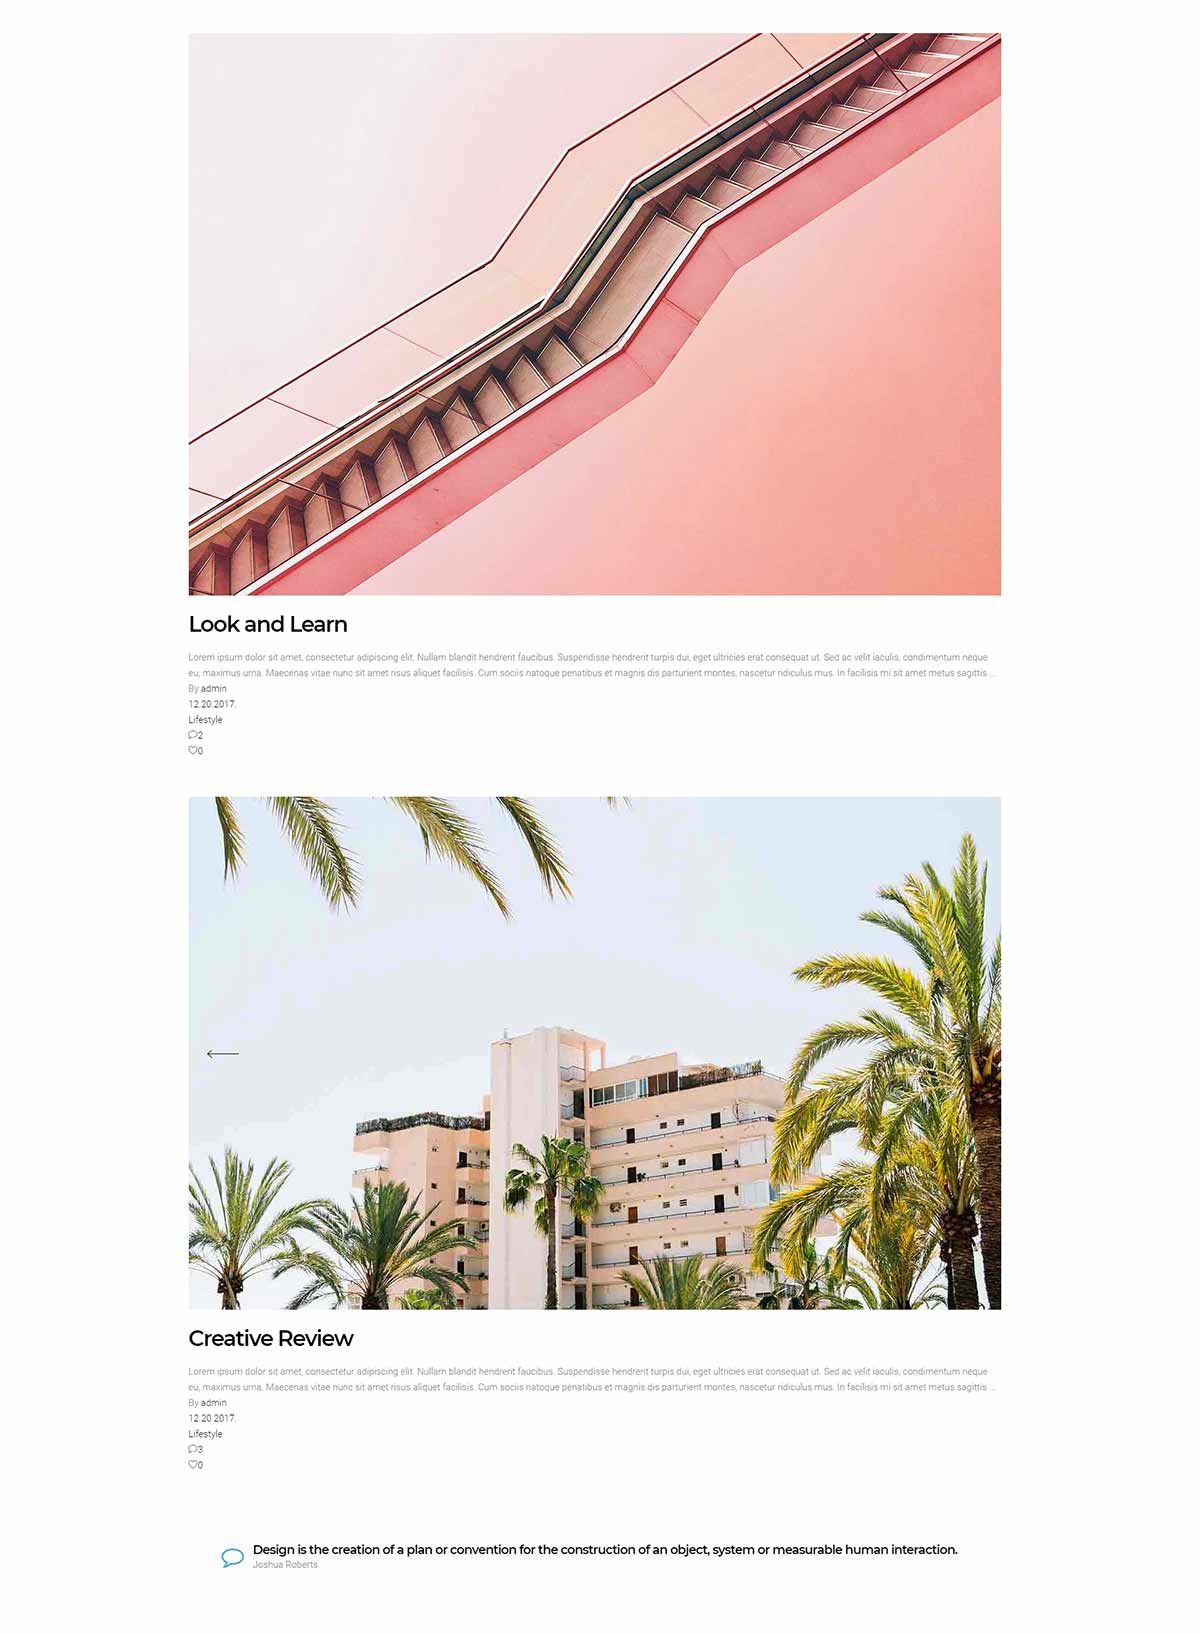 Look and Learn
Lorem ipsum dolor sit amet, consectetur adipiscing elit. Nullam blandit hendrerit faucibus. Suspendisse hendrerit turpis dui, eget ultricies erat consequat ut. Sed ac velit iaculis, condimentum neque
eu, maximus urna. Maecenas vitae nunc sit amet risus aliquet facilisis. Cum sociis natoque penatibus et magnis dis parturient montes, nascetur ridiculus mus. In facilisis mi sit amet metus sagittis ...
By admin
12.20.2017.
Lifestyle
2
0
Creative Review
Lorem ipsum dolor sit amet, consectetur adipiscing elit. Nullam blandit hendrerit faucibus. Suspendisse hendrerit turpis dui, eget ultricies erat consequat ut. Sed ac velit iaculis, condimentum neque
eu, maximus urna. Maecenas vitae nunc sit amet risus aliquet facilisis. Cum sociis natoque penatibus et magnis dis parturient montes, nascetur ridiculus mus. In facilisis mi sit amet metus sagittis ...
By admin
12.20.2017.
Lifestyle
3
0
Design is the creation of a plan or convention for the construction of an object, system or measurable human interaction.
Joshua Roberts